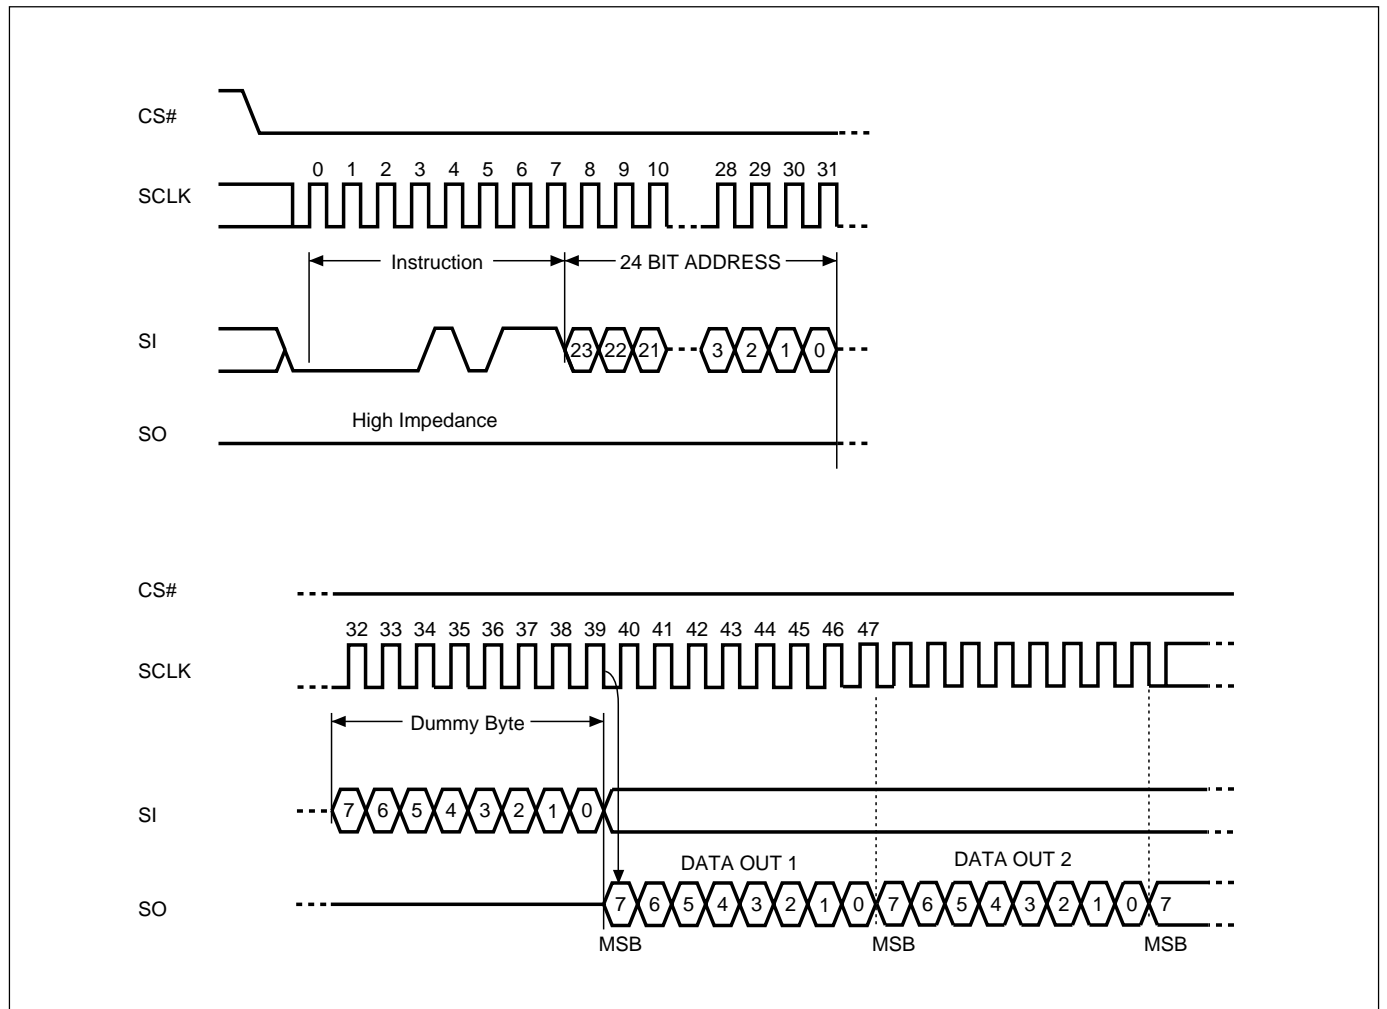 CS#
0 1 2 3 4 5 6 7 8 9 10 28 29 30 31
SCLK
Instruction 24 BIT ADDRESS
SI
23 22 21 3 2 1 0
High Impedance
SO
CS#
32 33 34 35 36 37 38 39 40 41 42 43 44 45 46 47
SCLK
Dummy Byte
SI
7 6 5 4 3 2 1 0
DATA OUT 1 DATA OUT 2
SO
7 6 5 4 3 2 1 0 7 6 5 4 3 2 1 0 7
MSB MSB MSB